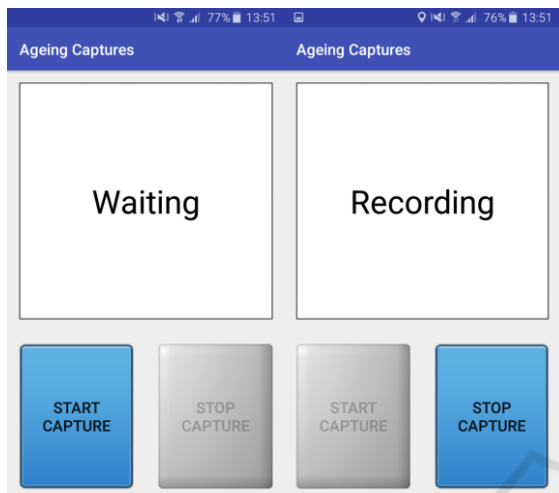 77% 13:51
Ageing Captures
Waiting
START
CAPTURE
STOP
CAPTURE
76% 13:51
Ageing Captures
Recording
START
CAPTURE
STOP
CAPTURE